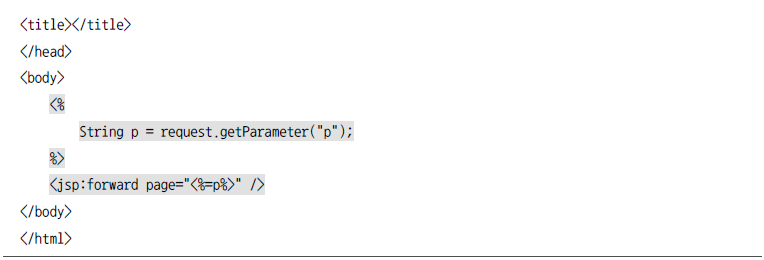 <title></title>
</head>
<body>
<%
String p = request.getParameter("p");
%>
<jsp:forward page="<%=p%>" />
</body>
</html>